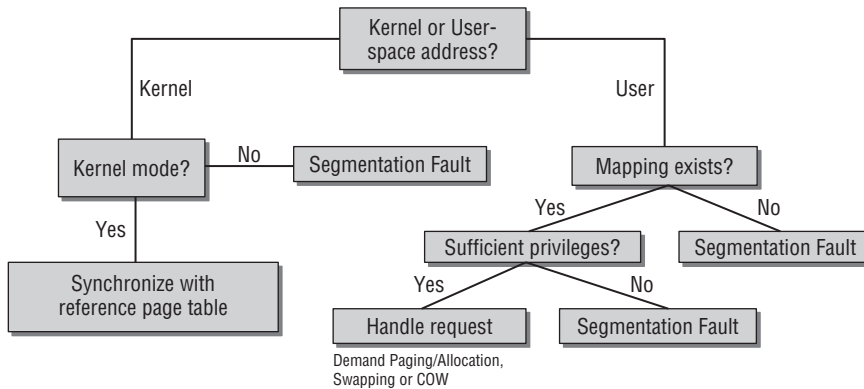 Kernel or User-
space address?
Kernel
User
Kernel mode?
No
Segmentation Fault
Mapping exists?
Yes
Yes
No
Sufficient privileges?
Segmentation Fault
Synchronize with
reference page table
Yes
No
Handle request
Segmentation Fault
Demand Paging/Allocation,
Swapping or COW